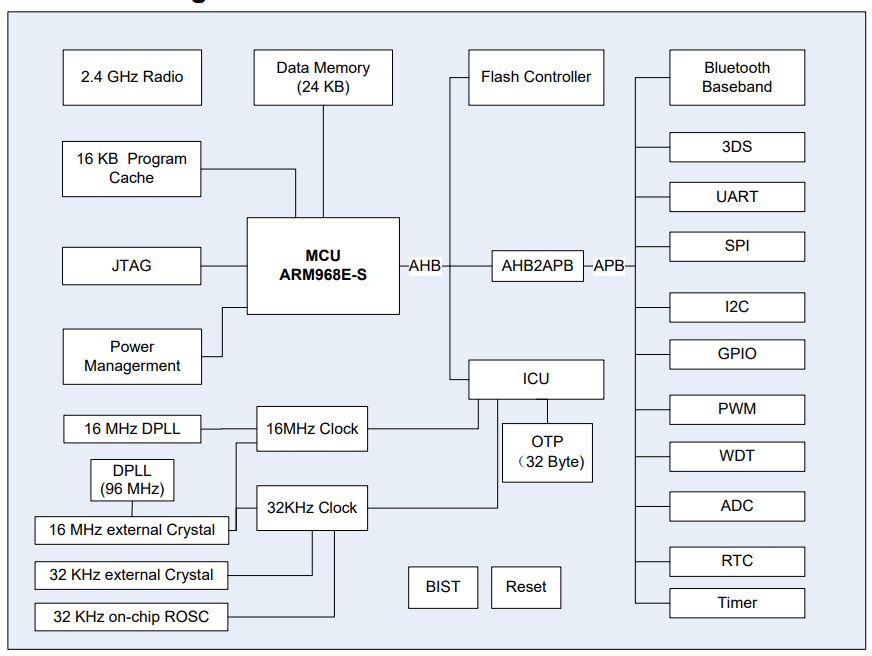 2.4 GHz Radio
Data Memory
(24 KB)
Flash Controller
Bluetooth
Baseband
16 KB Program
Cache
3DS
UART
SPI
MCU
ARM968E-S
JTAG
AHB
AHB2APB
APB
I2C
GPIO
Power
Managerment
ICU
PWM
16 MHz DPLL
16MHz Clock
OTP
（32 Byte)
WDT
DPLL
(96 MHz)
32KHz Clock
ADC
16 MHz external Crystal
32 KHz external Crystal
BIST
Reset
RTC
32 KHz on-chip ROSC
Timer